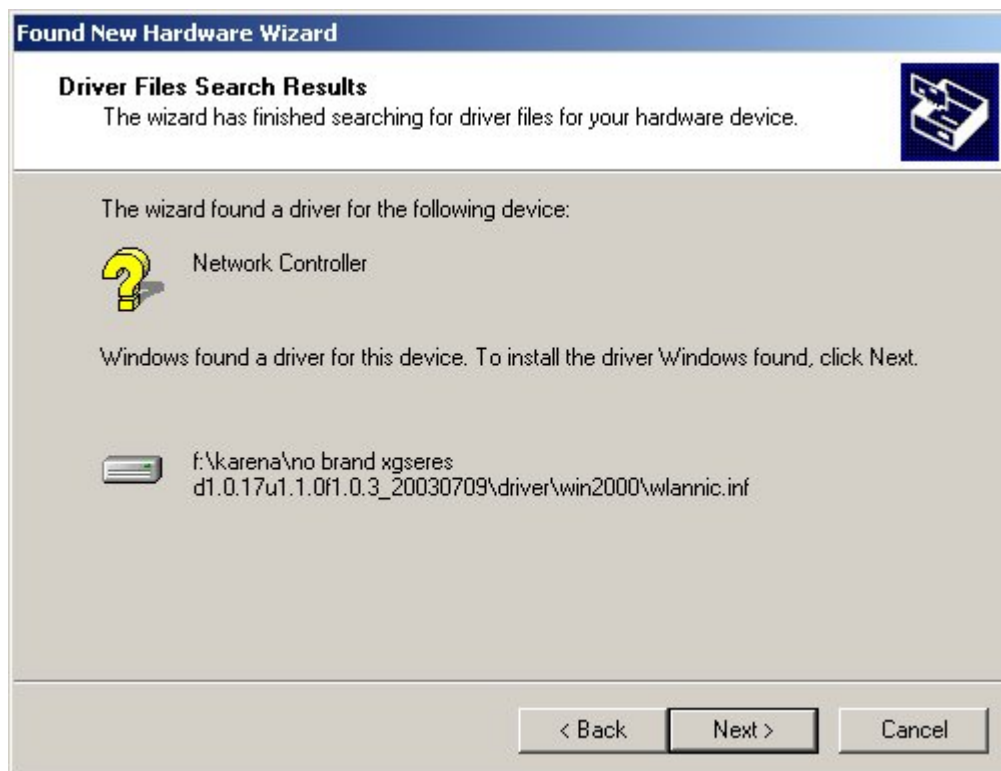 Found New Hardware Wizard
Driver Files Search Results
The wizard has finished searching for driver files for your hardware device.
The wizard found a driver for the following device:
Network Controller
Windows found a driver for this device. To install the driver Windows found, click Next.
f:\karena\no brand xgseres
d1.0.17u1.1.0f1.0.3_20030709\driver\win2000\wlannic.inf
< Back
Next >
Cancel